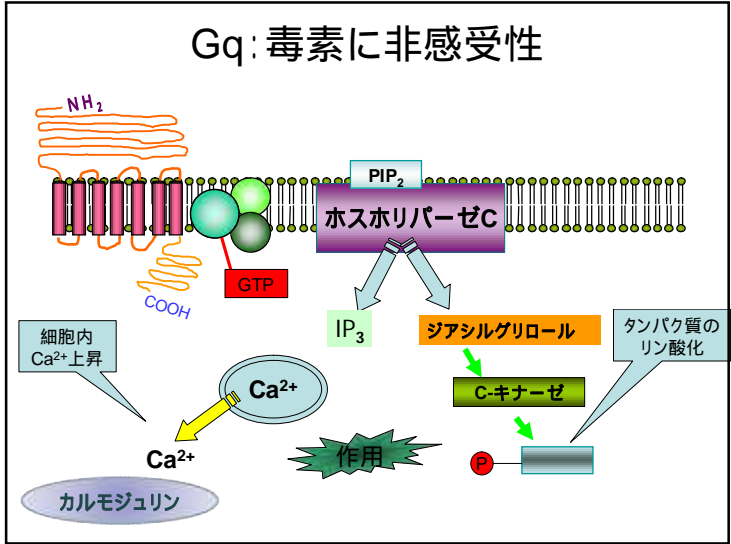 Gq：毒素に非感受性
NH₂
PIP₂
ホスホリパーゼC
GTP
COOH
IP₃
ジアシルグリロール
タンパク質の
リン酸化
細胞内
Ca²⁺上昇
Ca²⁺
C-キナーゼ
作用
P
Ca²⁺
カルモジュリン